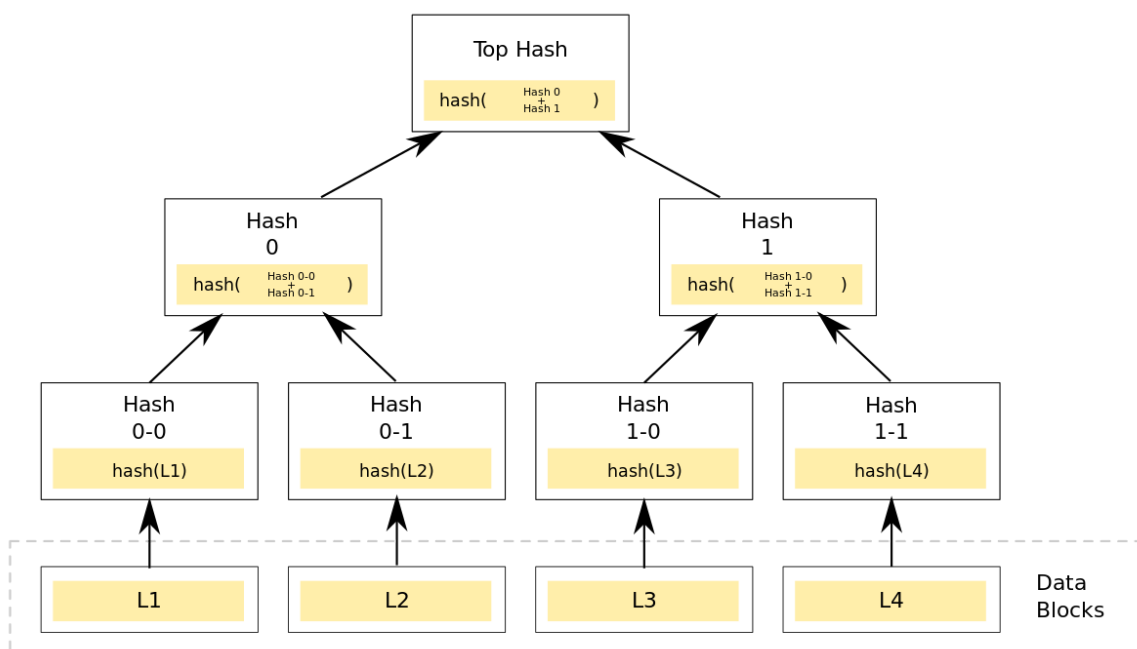 Top Hash
hash( Hash 0 + Hash 1 )
Hash
0
hash( Hash 0-0 + Hash 0-1 )
Hash
1
hash( Hash 1-0 + Hash 1-1 )
Hash
0-0
hash(L1)
Hash
0-1
hash(L2)
Hash
1-0
hash(L3)
Hash
1-1
hash(L4)
L1
L2
L3
L4
Data
Blocks